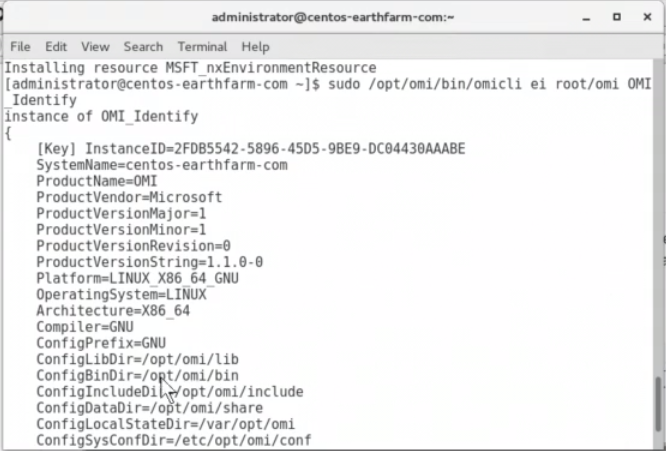 administrator@centos-earthfarm-com:~
File Edit View Search Terminal Help
Installing resource MSFT_nxEnvironmentResource
[administrator@centos-earthfarm-com ~]$ sudo /opt/omi/bin/omicli ei root/omi OMI
_Identify
instance of OMI_Identify
{
    [Key] InstanceID=2FDB5542-5896-45D5-9BE9-DC04430AAABE
    SystemName=centos-earthfarm-com
    ProductName=OMI
    ProductVendor=Microsoft
    ProductVersionMajor=1
    ProductVersionMinor=1
    ProductVersionRevision=0
    ProductVersionString=1.1.0-0
    Platform=LINUX_X86_64_GNU
    OperatingSystem=LINUX
    Architecture=X86_64
    Compiler=GNU
    ConfigPrefix=GNU
    ConfigLibDir=/opt/omi/lib
    ConfigBinDir=/opt/omi/bin
    ConfigIncludeDir=/opt/omi/include
    ConfigDataDir=/opt/omi/share
    ConfigLocalStateDir=/var/opt/omi
    ConfigSysConfDir=/etc/opt/omi/conf